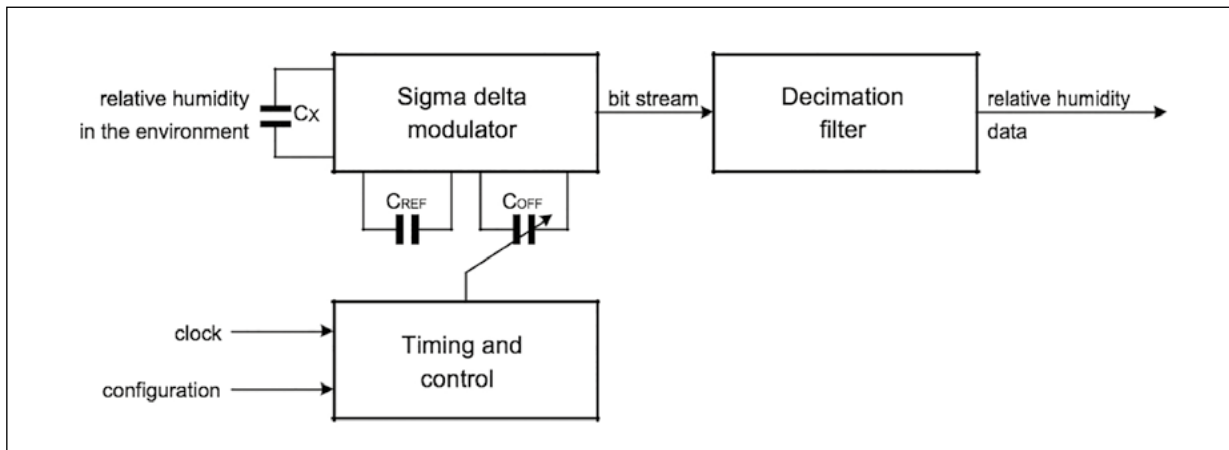 relative humidity
in the environment
CX
Sigma delta
modulator
bit stream
Decimation
filter
relative humidity
data
CREF
COFF
clock
configuration
Timing and
control